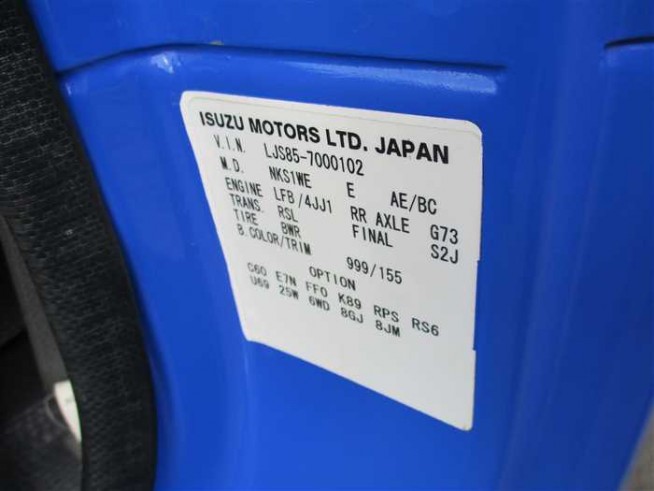 ISUZU MOTORS LTD. JAPAN
V.I.N. LJS85-7000102
M.D. NKS1WE E AE/BC
ENGINE LFB/4JJ1 RR AXLE G73
TRANS. RSL FINAL S2J
TIRE BWR
B.COLOR/TRIM 999/155
OPTION
C60 E7N FF0 K89 RPS RS6
U69 25W 6WD 8GJ 8JM